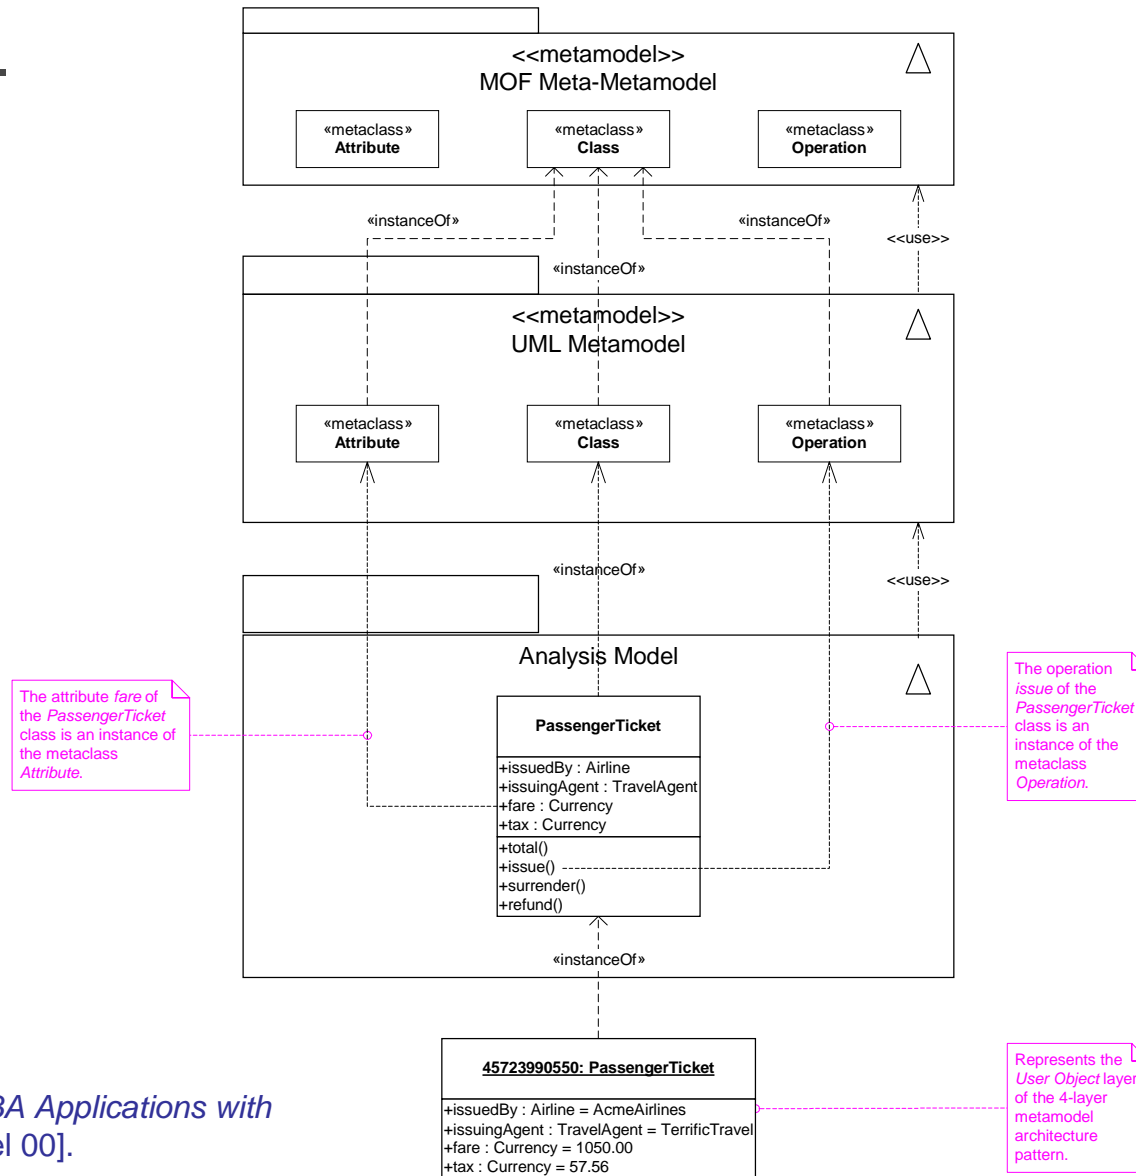 <<metamodel>>
MOF Meta-Metamodel
«metaclass»
Attribute
«metaclass»
Class
«metaclass»
Operation
«instanceOf»
«instanceOf»
<<use>>
«instanceOf»
<<metamodel>>
UML Metamodel
«metaclass»
Attribute
«metaclass»
Class
«metaclass»
Operation
«instanceOf»
<<use>>
Analysis Model
The attribute fare of
the PassengerTicket
class is an instance of
the metaclass
Attribute.
PassengerTicket
+issuedBy : Airline
+issuingAgent : TravelAgent
+fare : Currency
+tax : Currency
+total()
+issue()
+surrender()
+refund()
The operation
issue of the
PassengerTicket
class is an
instance of the
metaclass
Operation.
«instanceOf»
45723990550: PassengerTicket
+issuedBy : Airline = AcmeAirlines
+issuingAgent : TravelAgent = TerrificTravel
+fare : Currency = 1050.00
+tax : Currency = 57.56
Represents the
User Object layer
of the 4-layer
metamodel
architecture
pattern.
Applications with
00].